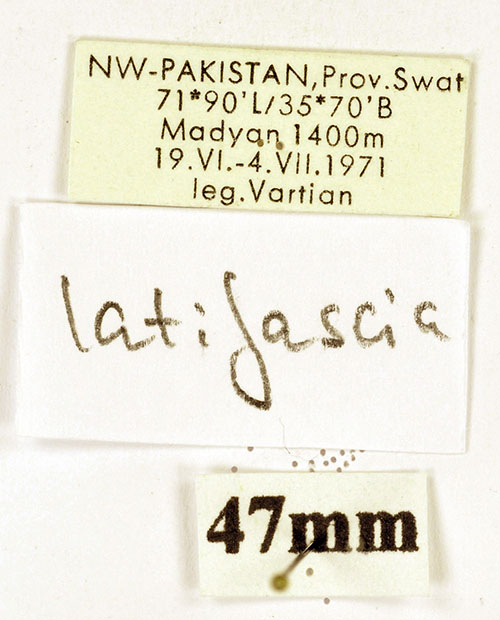 NW-PAKISTAN,Prov.Swat
71*90'L/35*70'B
Madyan 1400m
19.VI.-4.VII.1971
leg.Vartian
latifascia
47mm